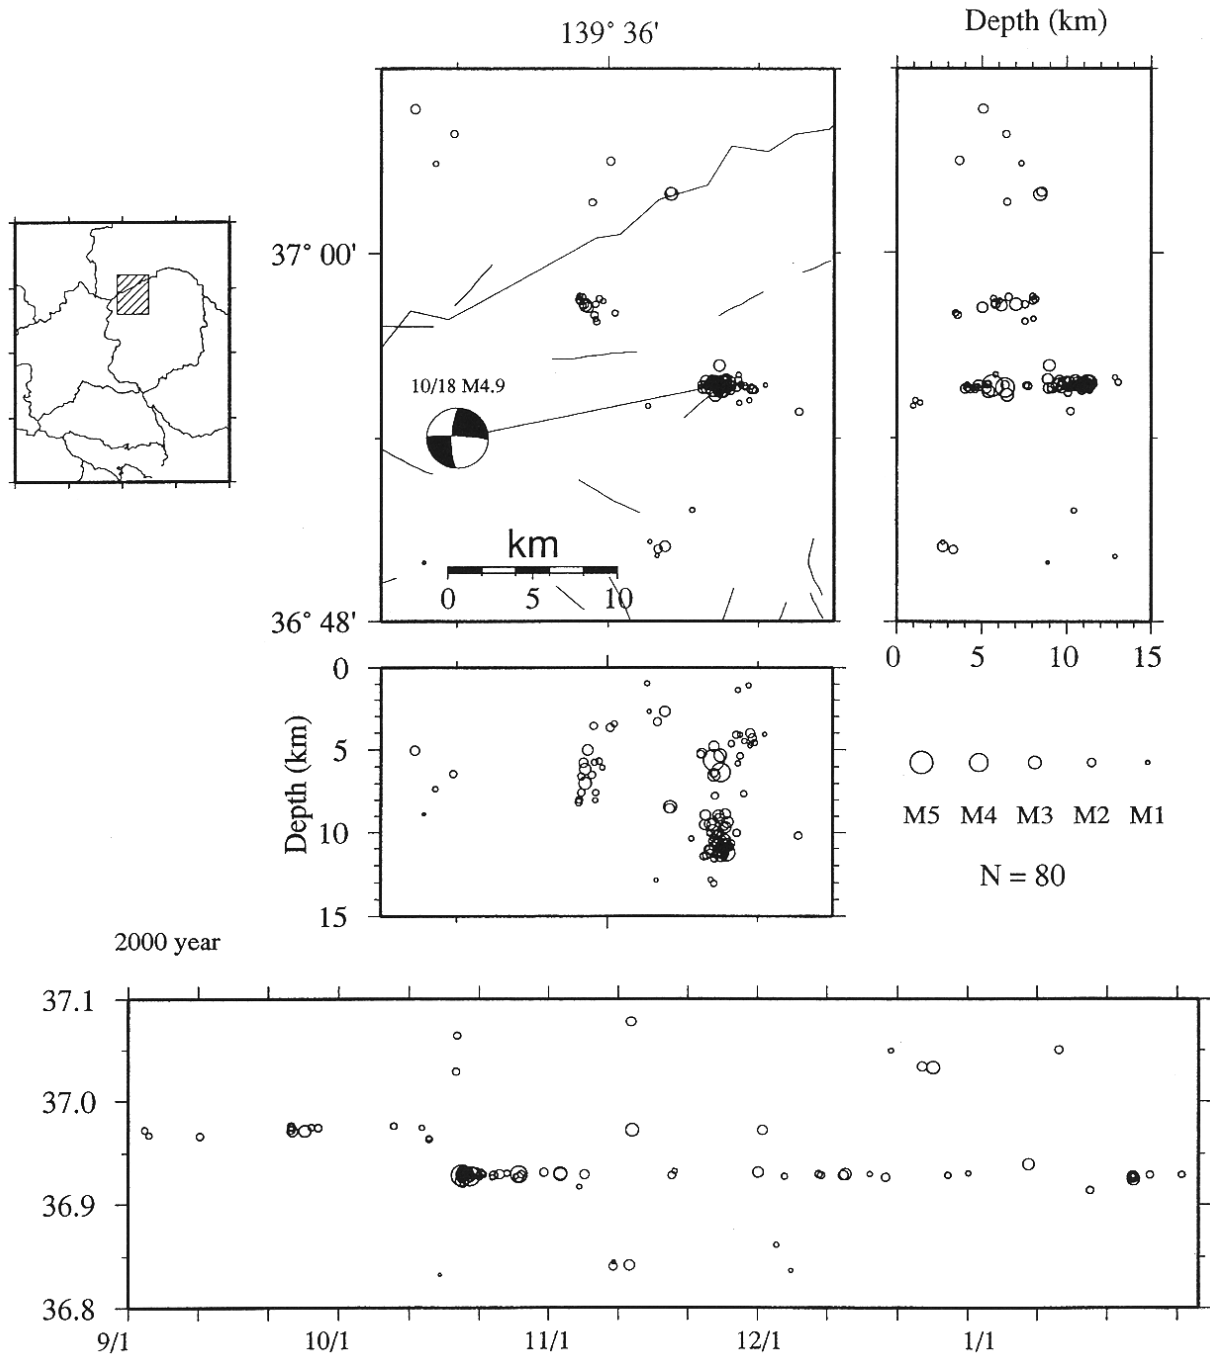 139° 36'
Depth (km)
37° 00'
10/18 M4.9
km
0 5 10
36° 48'
0 5 10 15
0
5
10
15
Depth (km)
M5 M4 M3 M2 M1
N = 80
2000 year
37.1
37.0
36.9
36.8
9/1 10/1 11/1 12/1 1/1